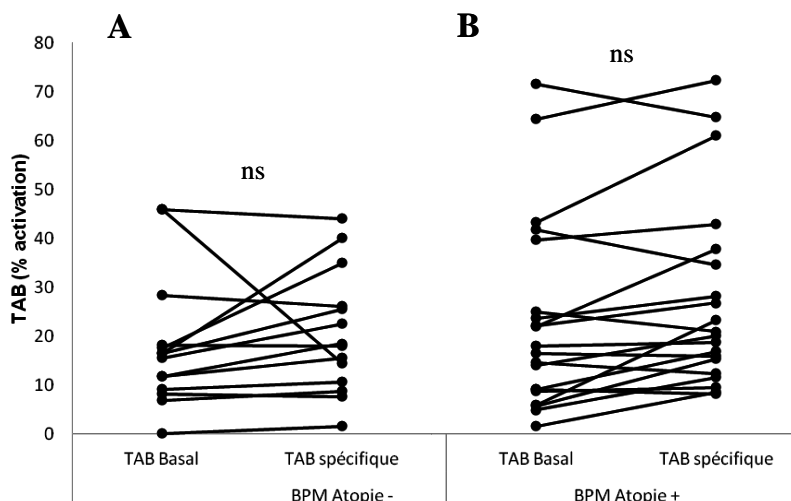 A
B
ns
ns
TAB (% activation)
80
70
60
50
40
30
20
10
0
TAB Basal
TAB spécifique
TAB Basal
TAB spécifique
BPM Atopie -
BPM Atopie +